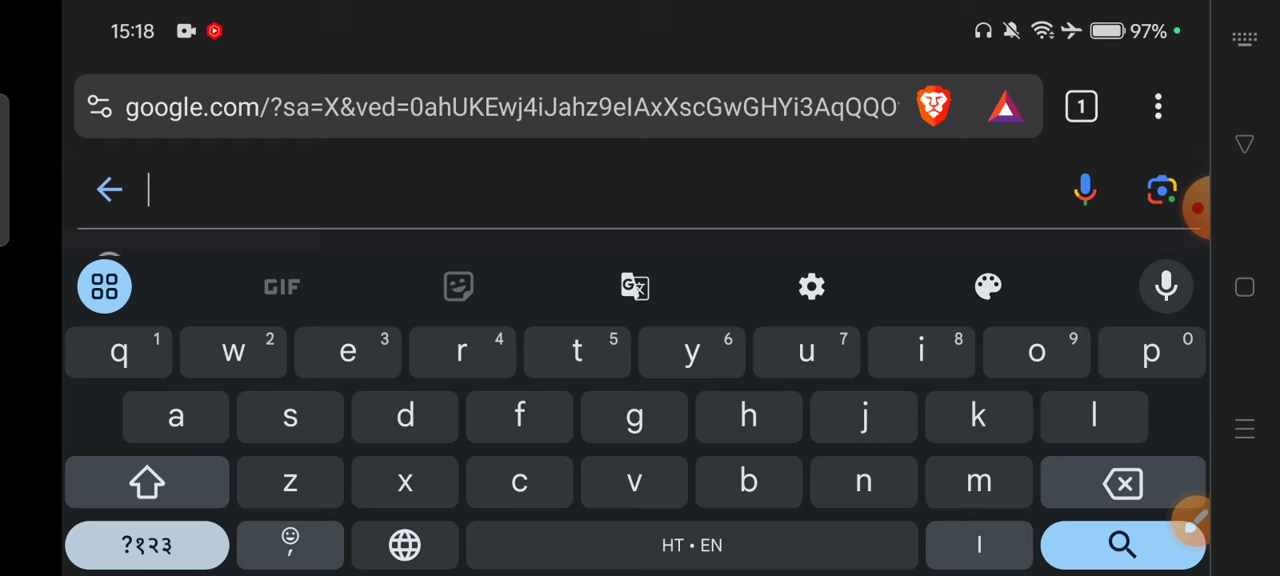 15:18 97%
google.com/?sa=X&ved=0ahUKEwj4iJahz9eIAxXscGwGHYi3AqQQO
1
GIF
q 1 w 2 e 3 r 4 t 5 y 6 u 7 i 8 o 9 p 0
a s d f g h j k l
z x c v b n m
?१२३ , HT • EN ।